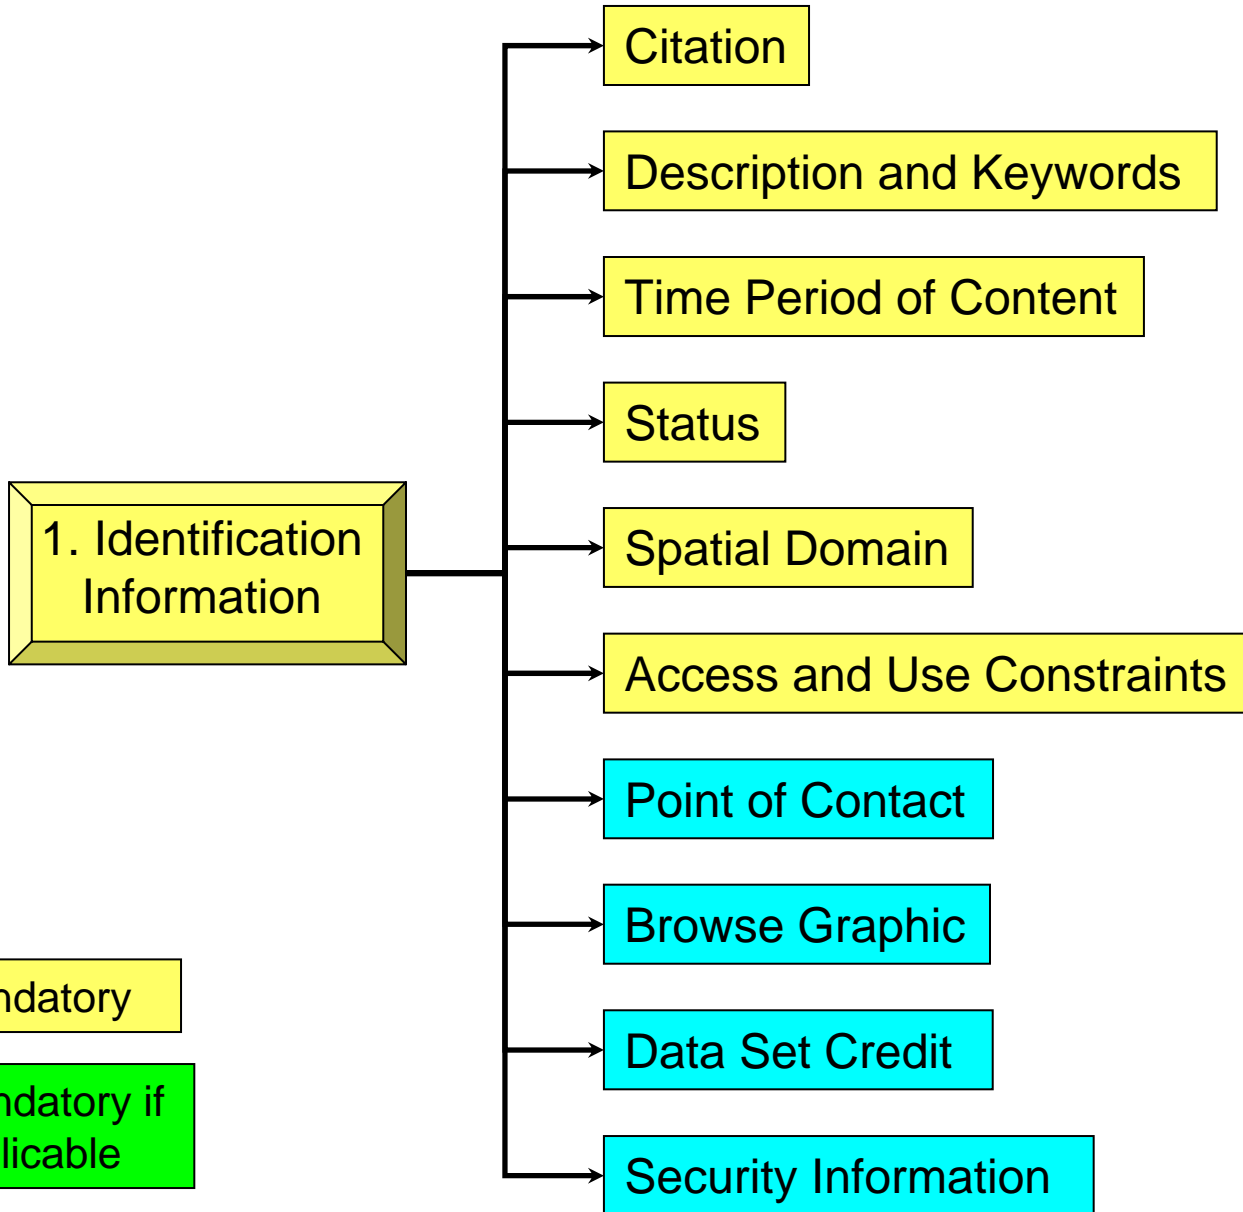 Citation
Description and Keywords
Time Period of Content
Status
1. Identification
Information
Spatial Domain
Access and Use Constraints
Point of Contact
Browse Graphic
Data Set Credit
Security Information
ndatory
ndatory if
licable